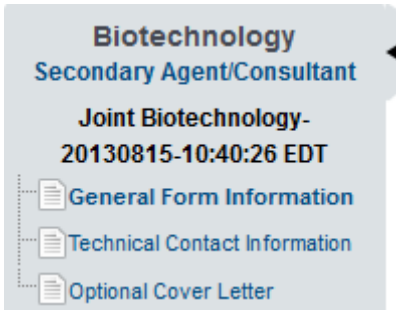 Biotechnology
Secondary Agent/Consultant
Joint Biotechnology-
20130815-10:40:26 EDT
General Form Information
Technical Contact Information
Optional Cover Letter